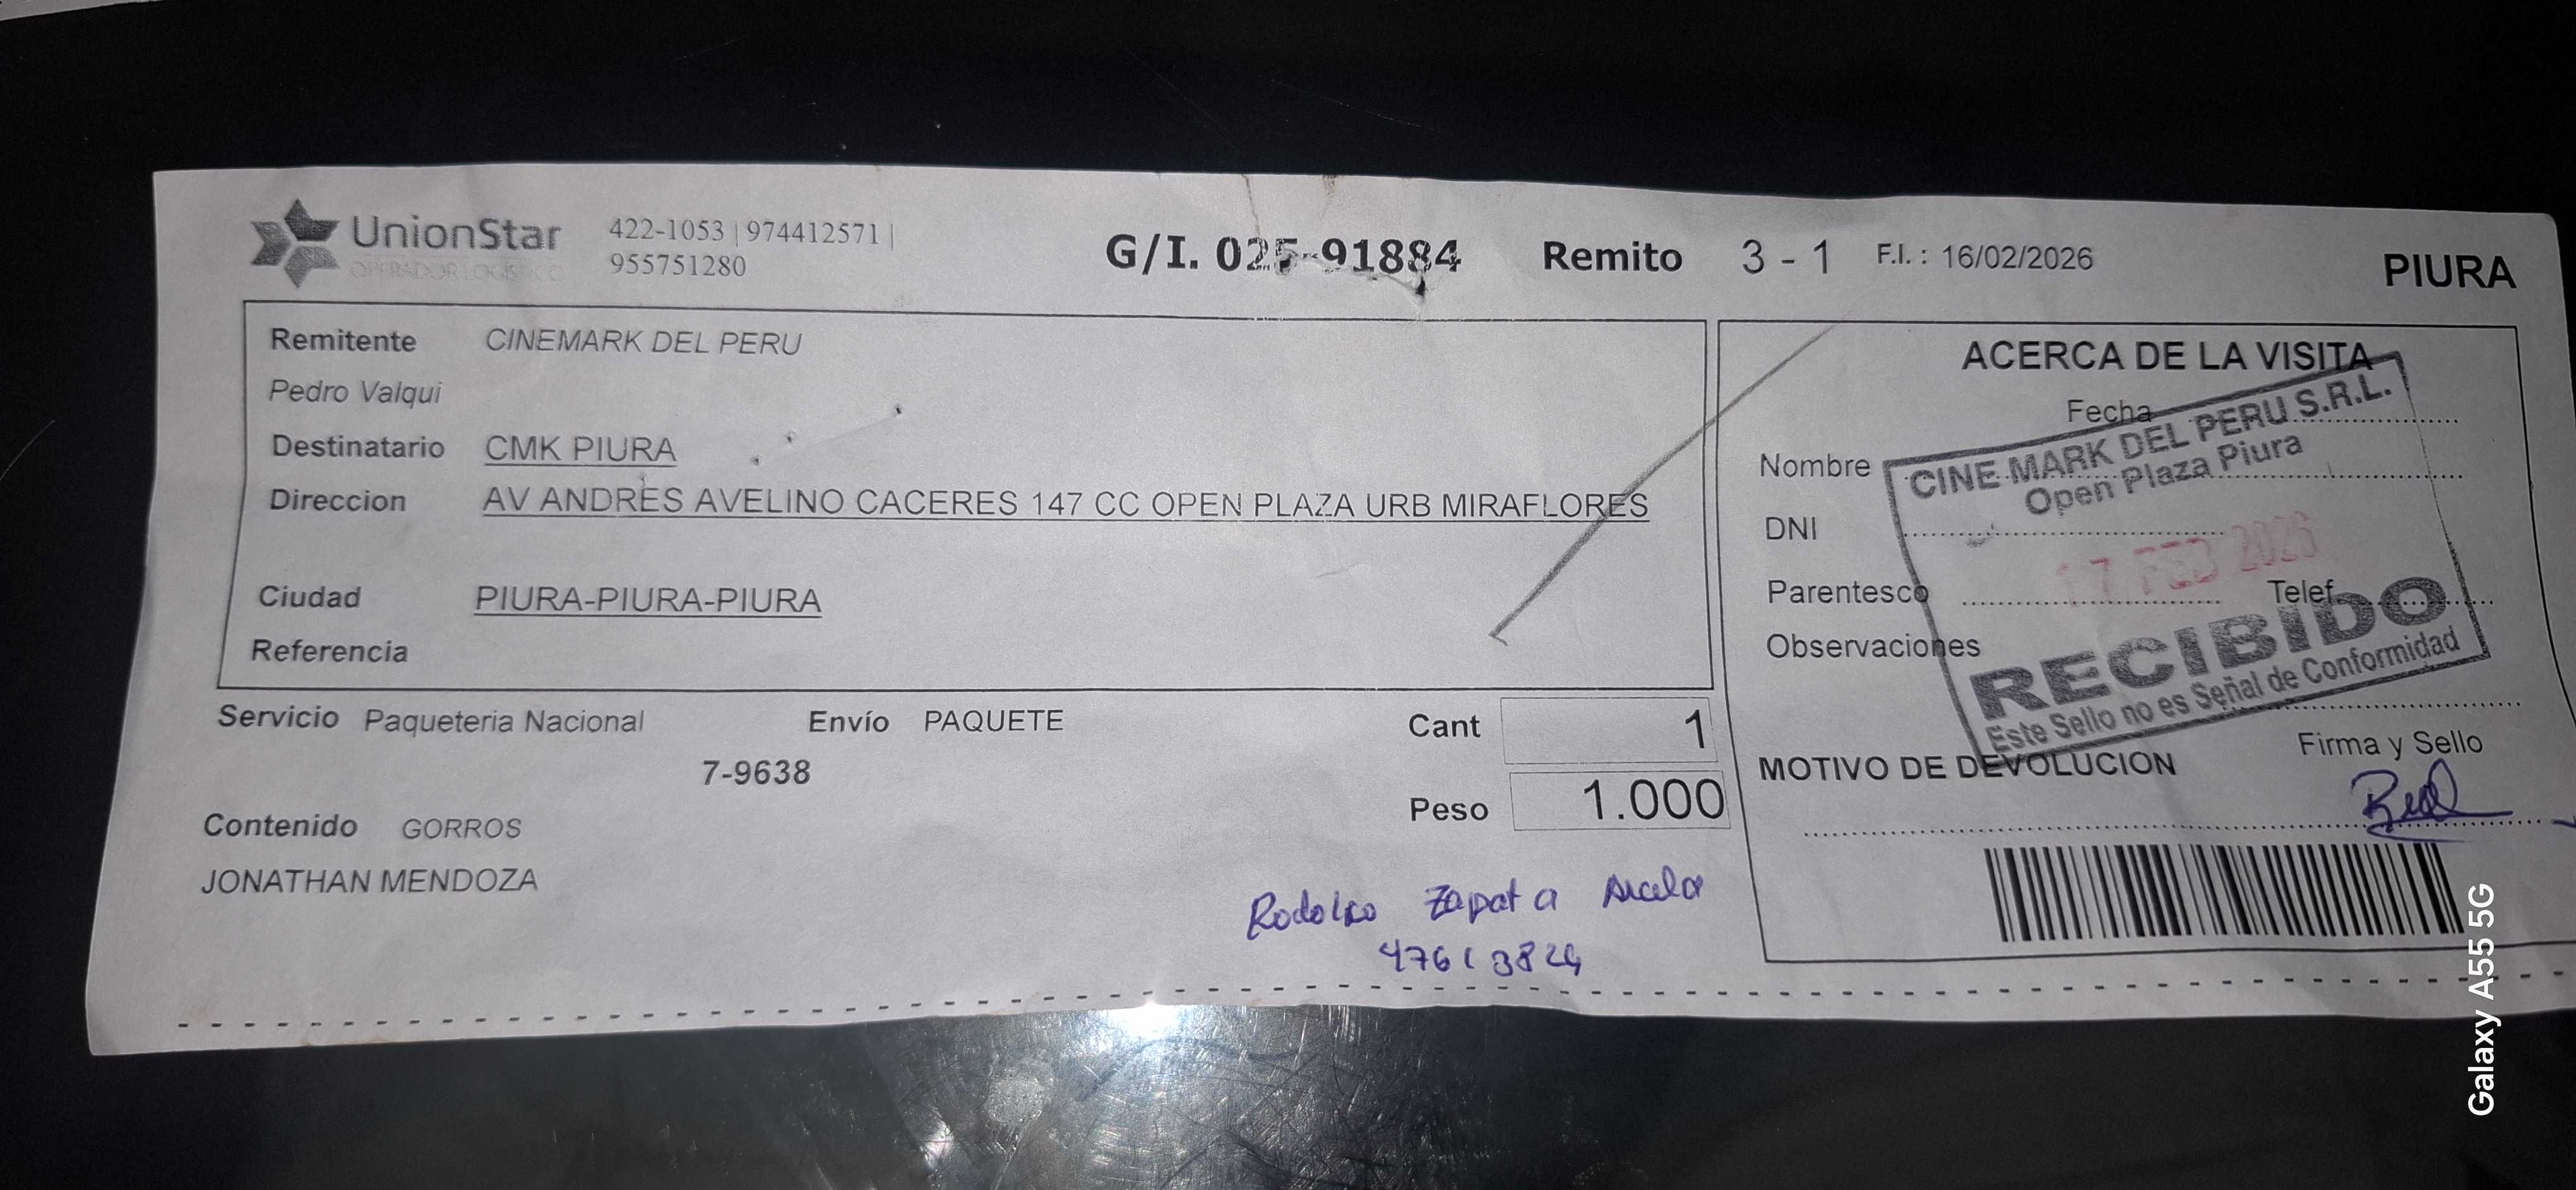 UnionStar
OPERADOR LOGISTICO
422-1053 | 974412571 |
955751280
G/I. 025-91884 Remito 3 - 1 F.I. : 16/02/2026
PIURA
Remitente CINEMARK DEL PERU
Pedro Valqui
Destinatario CMK PIURA
Direccion AV ANDRES AVELINO CACERES 147 CC OPEN PLAZA URB MIRAFLORES
Ciudad PIURA-PIURA-PIURA
Referencia
Servicio Paqueteria Nacional Envío PAQUETE
7-9638
Cant 1
Peso 1.000
Contenido GORROS
JONATHAN MENDOZA
Rodolfo Zapata
ACERCA DE LA VISITA
Fecha
Nombre
DNI
Parentesco Telef
Observaciones
CINEMARK DEL PERU S.R.L.
Open Plaza Piura
17 FEB 2026
RECIBIDO
Este Sello no es Señal de Conformidad
Firma y Sello
MOTIVO DE DEVOLUCION
Galaxy A55 5G